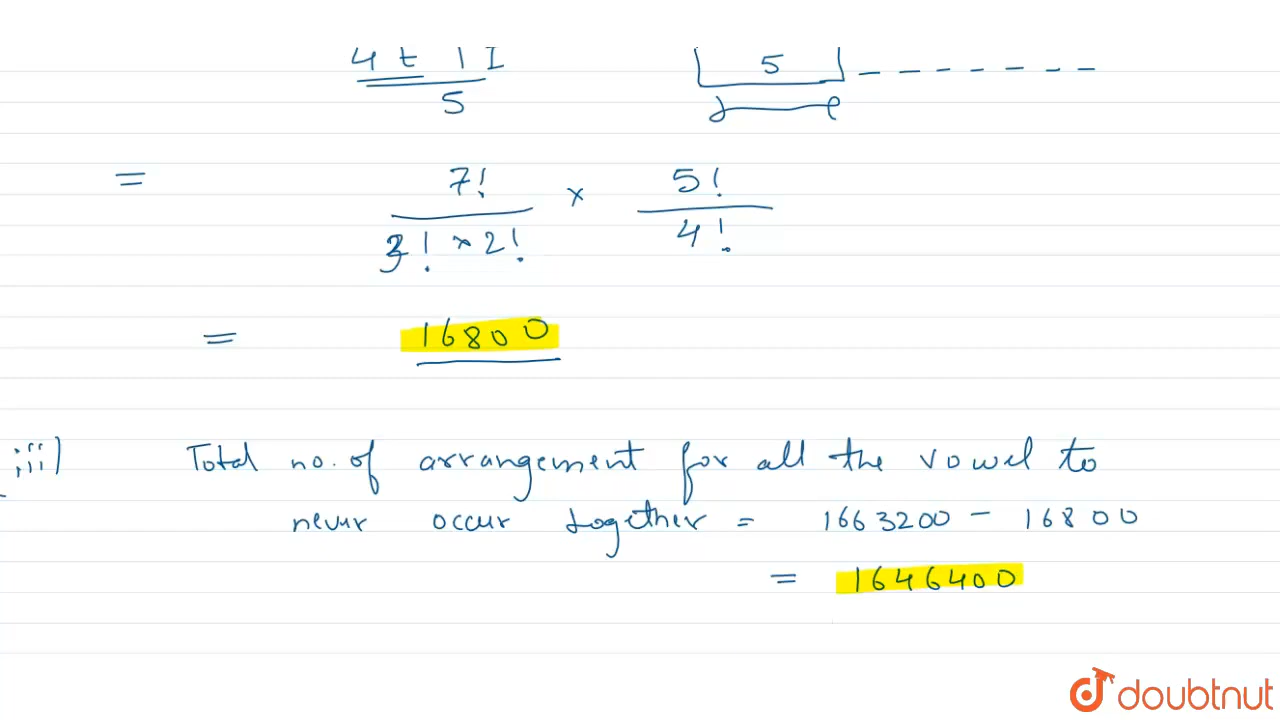 4 E 1 I 5
5
= 7! / 3! × 2! × 5! / 4!
= 16800
iii) Total no. of arrangement for all the vowel to
never occur together = 1663200 - 16800
= 1646400
doubtnut